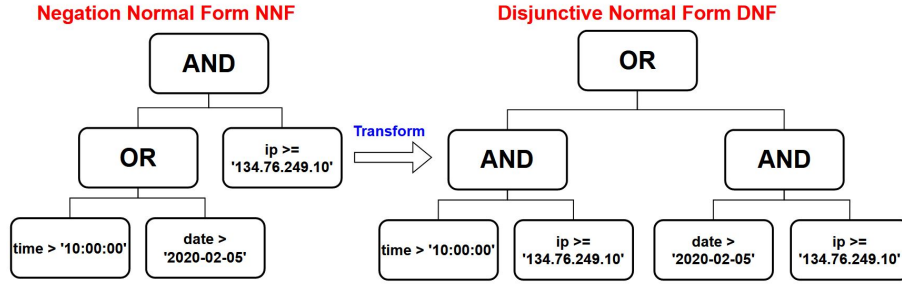 Negation Normal Form NNF
AND
OR
ip >=
'134.76.249.10'
time > '10:00:00'
date >
'2020-02-05'
Transform
Disjunctive Normal Form DNF
OR
AND
AND
time > '10:00:00'
ip >=
'134.76.249.10'
date >
'2020-02-05'
ip >=
'134.76.249.10'